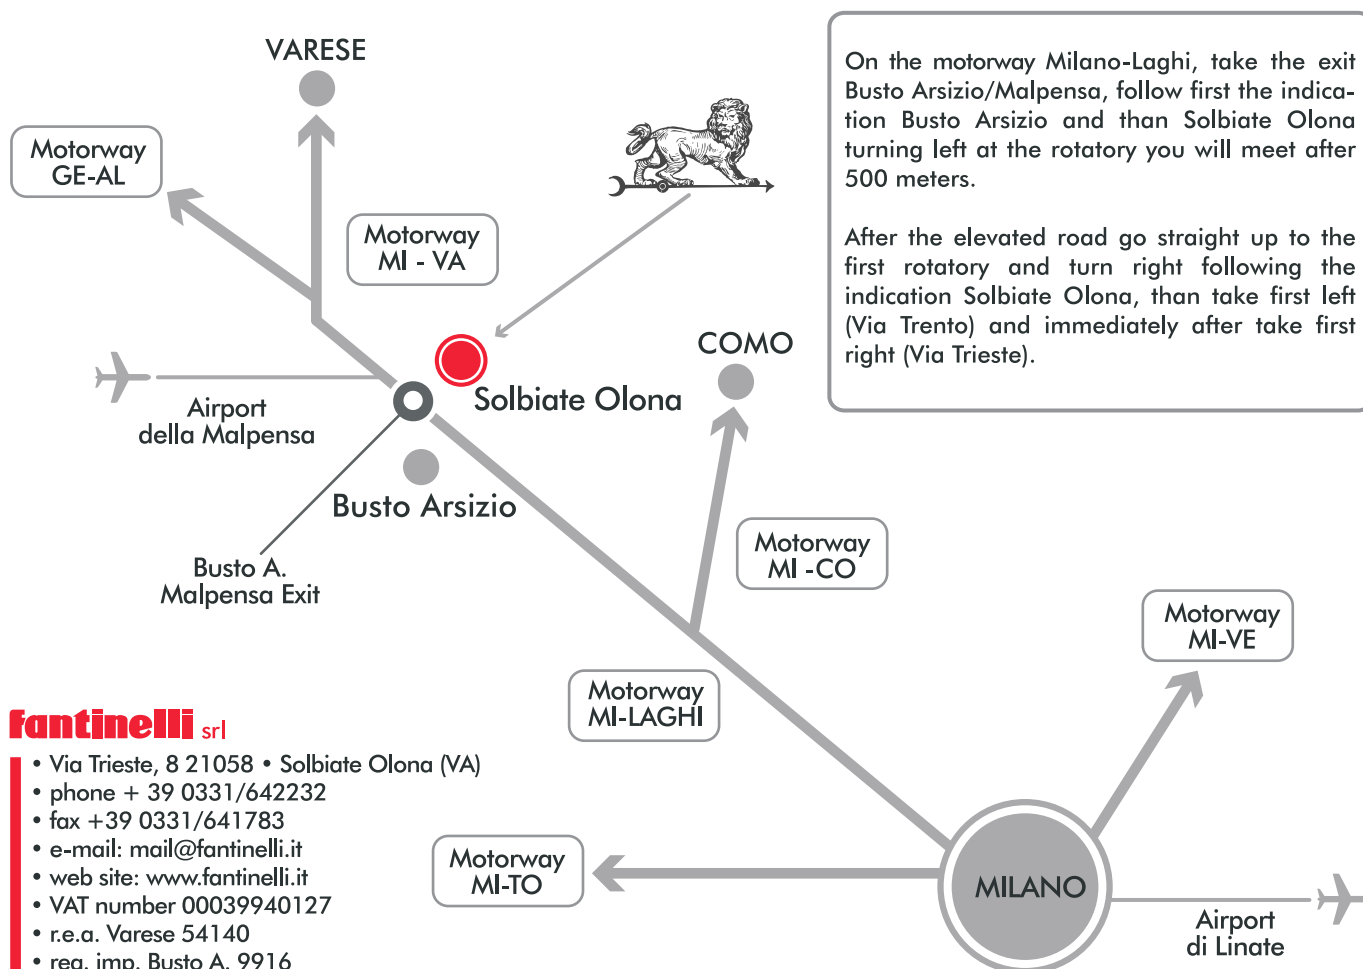 VARESE
Motorway
GE-AL
Motorway
MI - VA
On the motorway Milano-Laghi, take the exit
Busto Arsizio/Malpensa, follow first the indica-
tion Busto Arsizio and than Solbiate Olona
turning left at the rotatory you will meet after
500 meters.
After the elevated road go straight up to the
first rotatory and turn right following the
indication Solbiate Olona, than take first left
(Via Trento) and immediately after take first
right (Via Trieste).
COMO
Solbiate Olona
Airport
della Malpensa
Busto Arsizio
Busto A.
Malpensa Exit
Motorway
MI -CO
Motorway
MI-VE
Motorway
MI-LAGHI
Motorway
MI-TO
MILANO
Airport
di Linate
fantinelli srl
• Via Trieste, 8 21058 • Solbiate Olona (VA)
• phone + 39 0331/642232
• fax +39 0331/641783
• e-mail: mail@fantinelli.it
• web site: www.fantinelli.it
• VAT number 00039940127
• r.e.a. Varese 54140
• reg. imp. Busto A. 9916